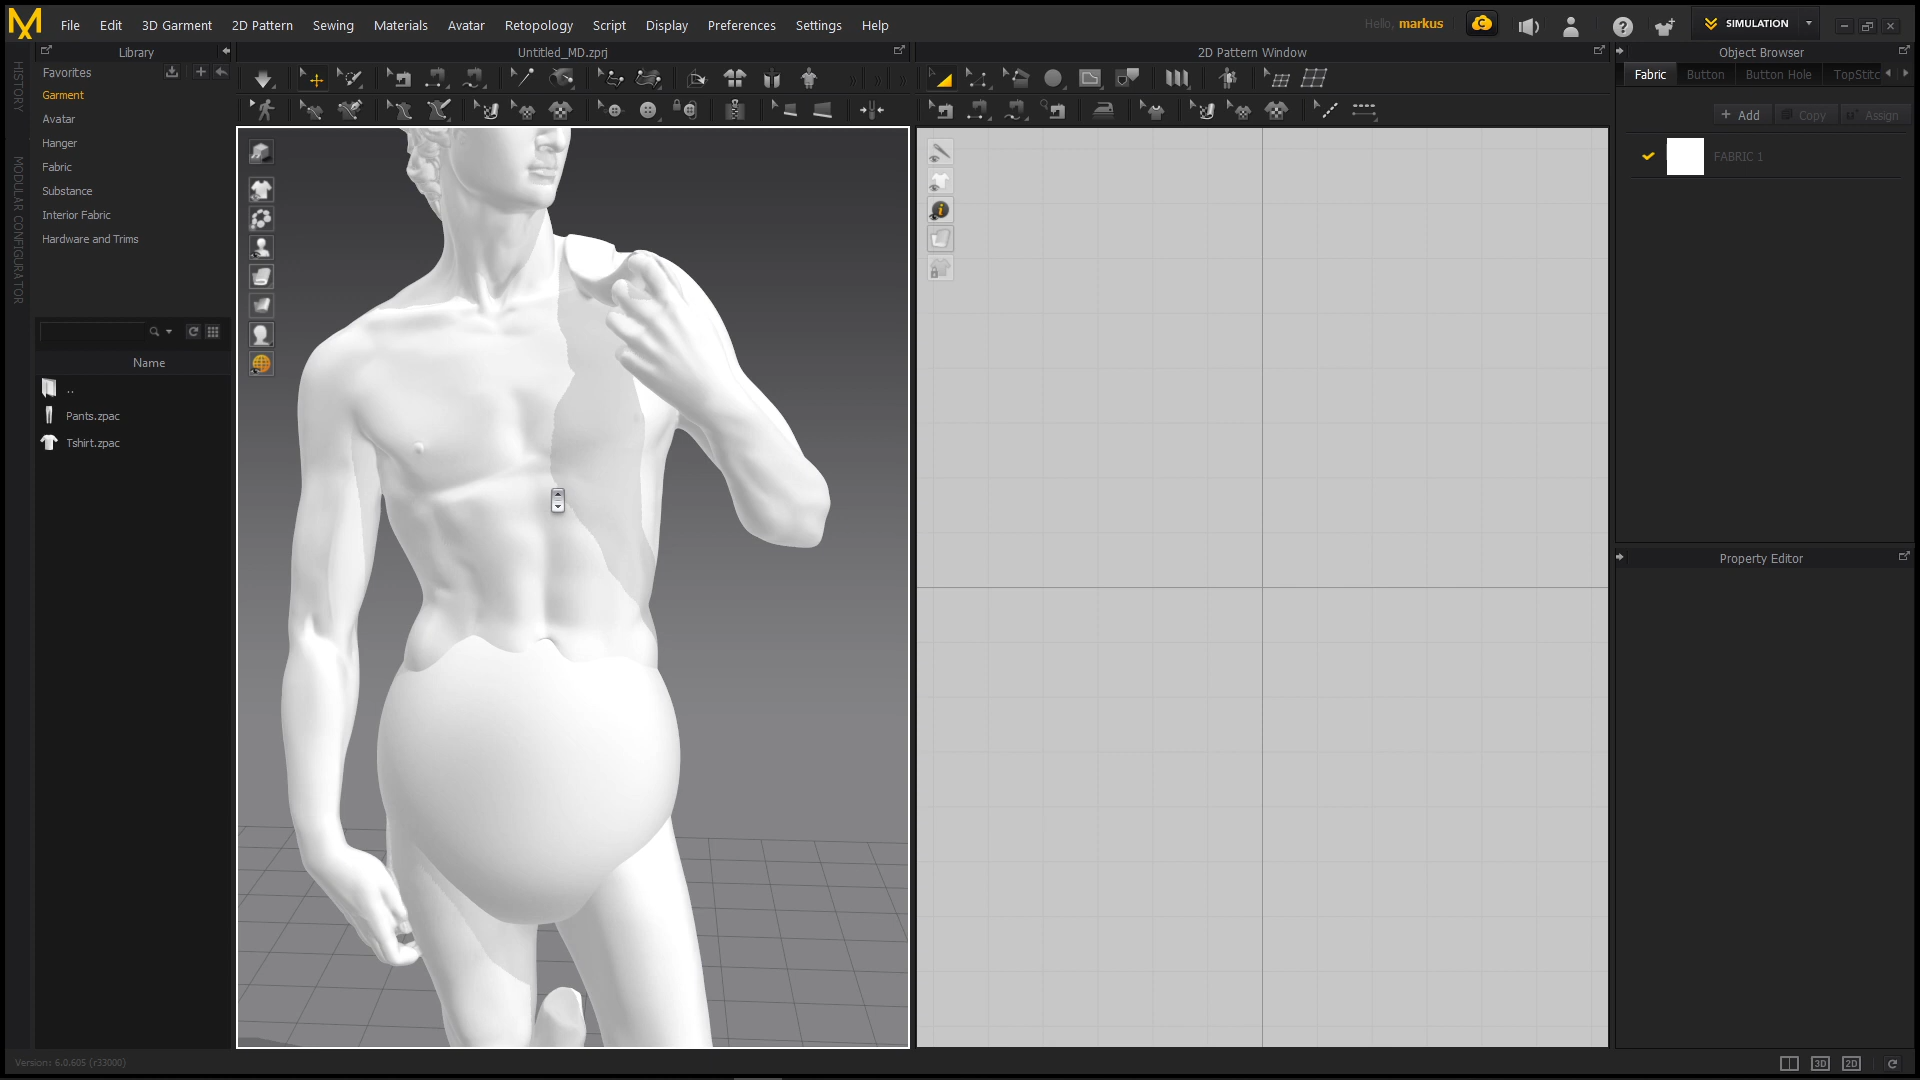 File Edit 3D Garment 2D Pattern Sewing Materials Avatar Retopology Script Display Preferences Settings Help
Hello, markus
SIMULATION
HISTORY
MODULAR CONFIGURATOR
Library
Favorites
Garment
Avatar
Hanger
Fabric
Substance
Interior Fabric
Hardware and Trims
Name
..
Pants.zpac
Tshirt.zpac
Untitled_MD.zprj
2D Pattern Window
Object Browser
Fabric Button Button Hole TopStitc
+ Add Copy Assign
FABRIC 1
Property Editor
Version: 6.0.605 (r33000)
3D 2D